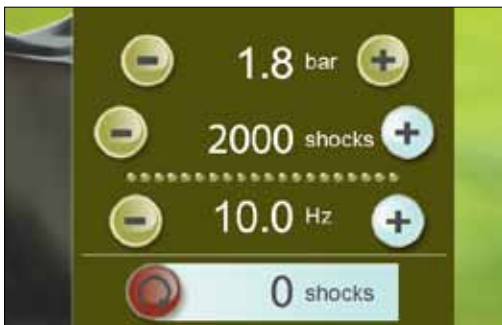 - 1.8 bar +
- 2000 shocks +
- 10.0 Hz +
0 shocks